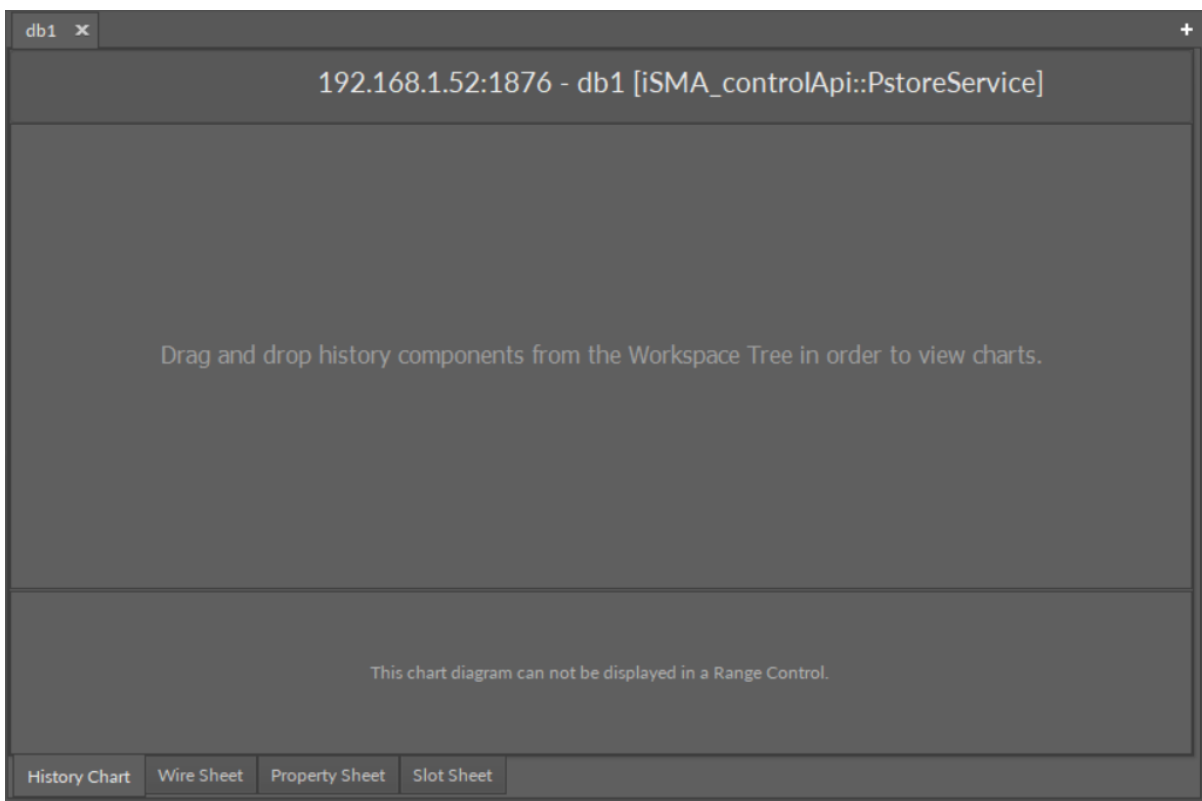 db1 ×
+
192.168.1.52:1876 - db1 [iSMA_controlApi::PstoreService]
Drag and drop history components from the Workspace Tree in order to view charts.
This chart diagram can not be displayed in a Range Control.
History Chart Wire Sheet Property Sheet Slot Sheet